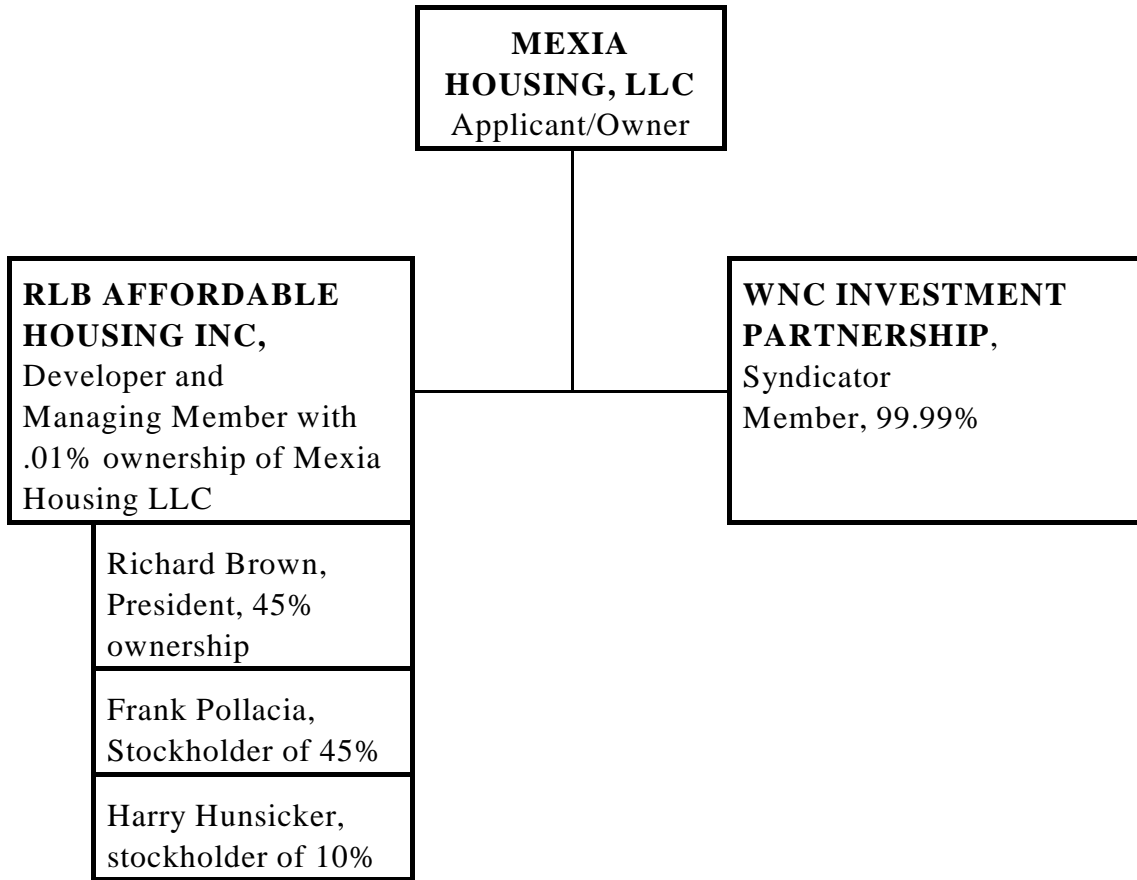 MEXIA
HOUSING, LLC
Applicant/Owner
RLB AFFORDABLE
HOUSING INC,
Developer and
Managing Member with
.01% ownership of Mexia
Housing LLC
WNC INVESTMENT
PARTNERSHIP,
Syndicator
Member, 99.99%
Richard Brown,
President, 45%
ownership
Frank Pollacia,
Stockholder of 45%
Harry Hunsicker,
stockholder of 10%